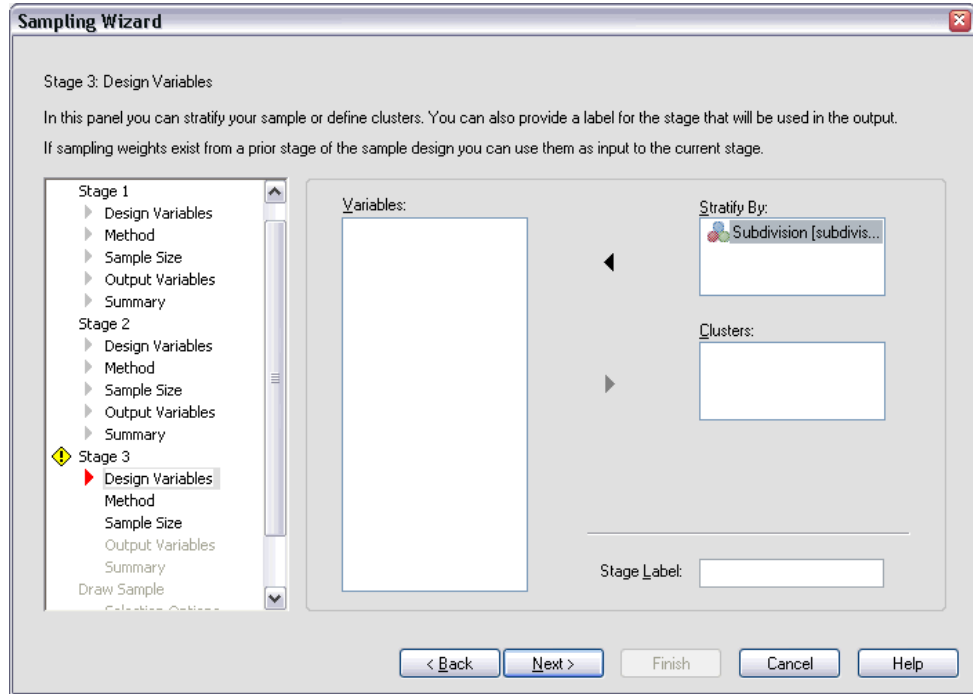 Sampling Wizard
Stage 3: Design Variables
In this panel you can stratify your sample or define clusters. You can also provide a label for the stage that will be used in the output.
If sampling weights exist from a prior stage of the sample design you can use them as input to the current stage.
Stage 1
Design Variables
Method
Sample Size
Output Variables
Summary
Stage 2
Design Variables
Method
Sample Size
Output Variables
Summary
Stage 3
Design Variables
Method
Sample Size
Output Variables
Summary
Draw Sample
Selection Options
Variables:
Stratify By:
Subdivision [subdivis...
Clusters:
Stage Label:
< Back
Next >
Finish
Cancel
Help